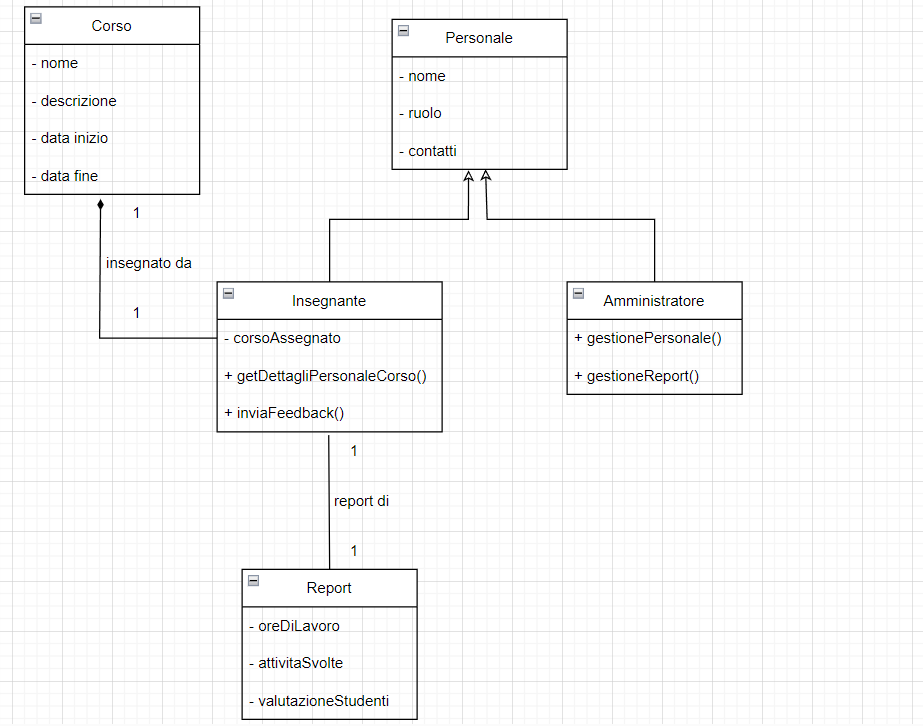 Corso
- nome
- descrizione
- data inizio
- data fine
Personale
- nome
- ruolo
- contatti
1
insegnato da
1
Insegnante
- corsoAssegnato
+ getDettagliPersonaleCorso()
+ inviaFeedback()
Amministratore
+ gestionePersonale()
+ gestioneReport()
1
report di
1
Report
- oreDiLavoro
- attivitaSvolte
- valutazioneStudenti